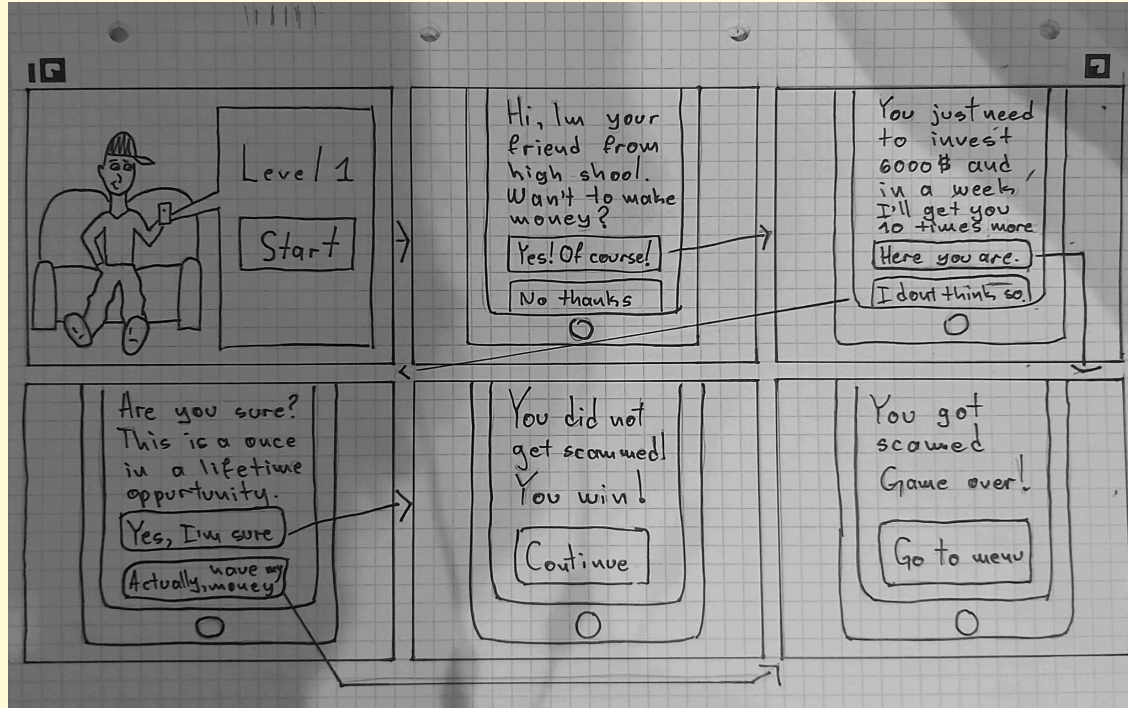 Level 1
Start
Hi, Im your
friend from
high shool.
Wan't to make
money?
Yes! Of course!
No thanks
You just need
to invest
6000$ and,
in a week,
I'll get you
10 times more
Here you are.
I dont think so.
Are you sure?
This is a once
in a lifetime
oppurtunity.
Yes, I'm sure
Actually, have my
money
You did not
get scammed!
You win!
Continue
You got
scamed
Game over!
Go to menu